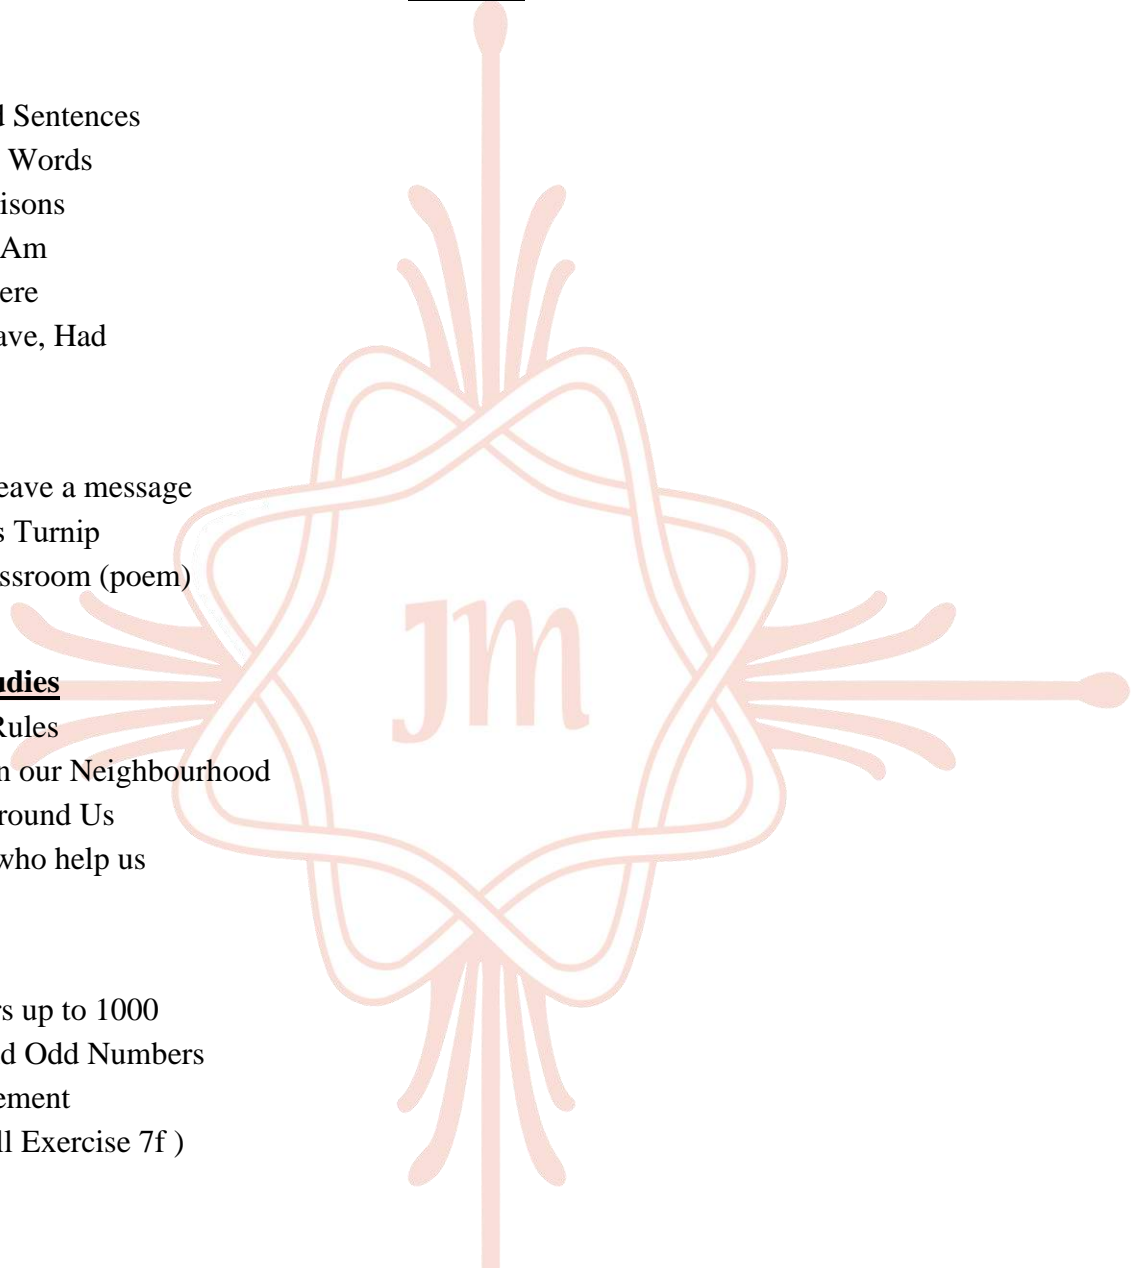 d Sentences
Words
isons
Am
ere
ave, Had
eave a message
s Turnip
ssroom (poem)
udies
Rules
n our Neighbourhood
round Us
who help us
JM
rs up to 1000
d Odd Numbers
ement
ll Exercise 7f )